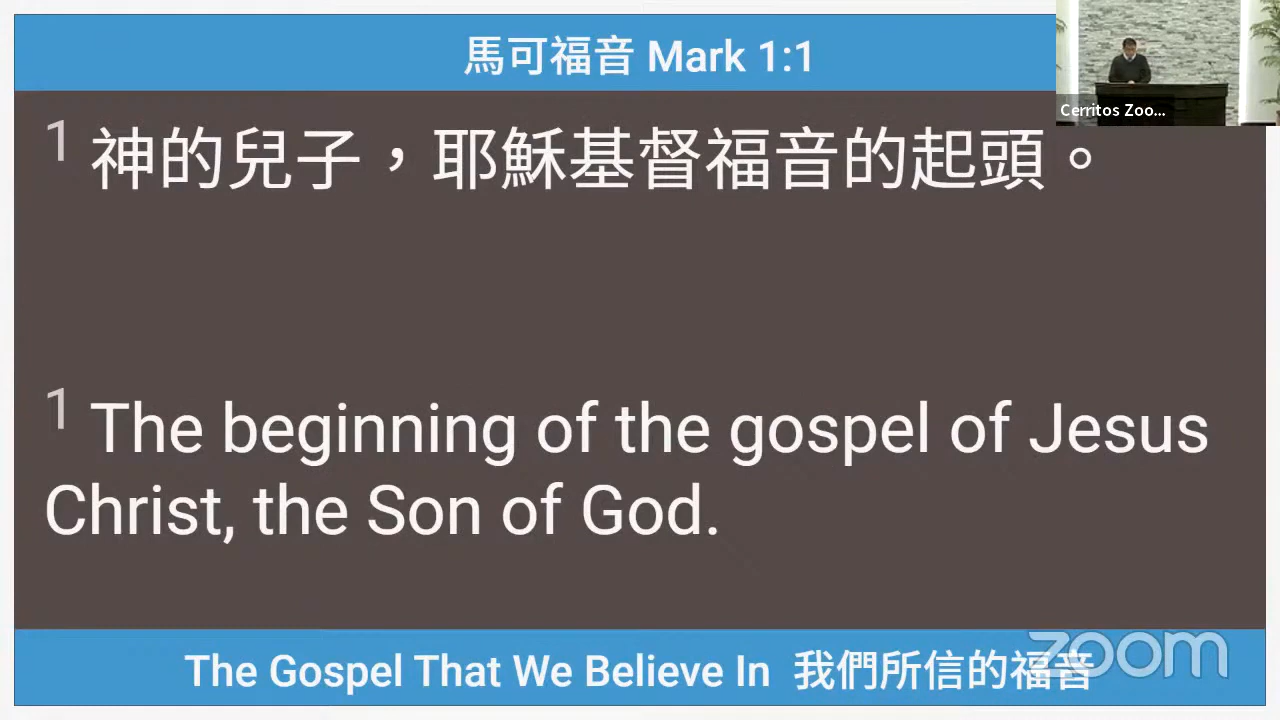 馬可福音 Mark 1:1
Cerritos Zoo...
1 神的兒子，耶穌基督福音的起頭。
1 The beginning of the gospel of Jesus
Christ, the Son of God.
The Gospel That We Believe In 我們所信的福音
zoom